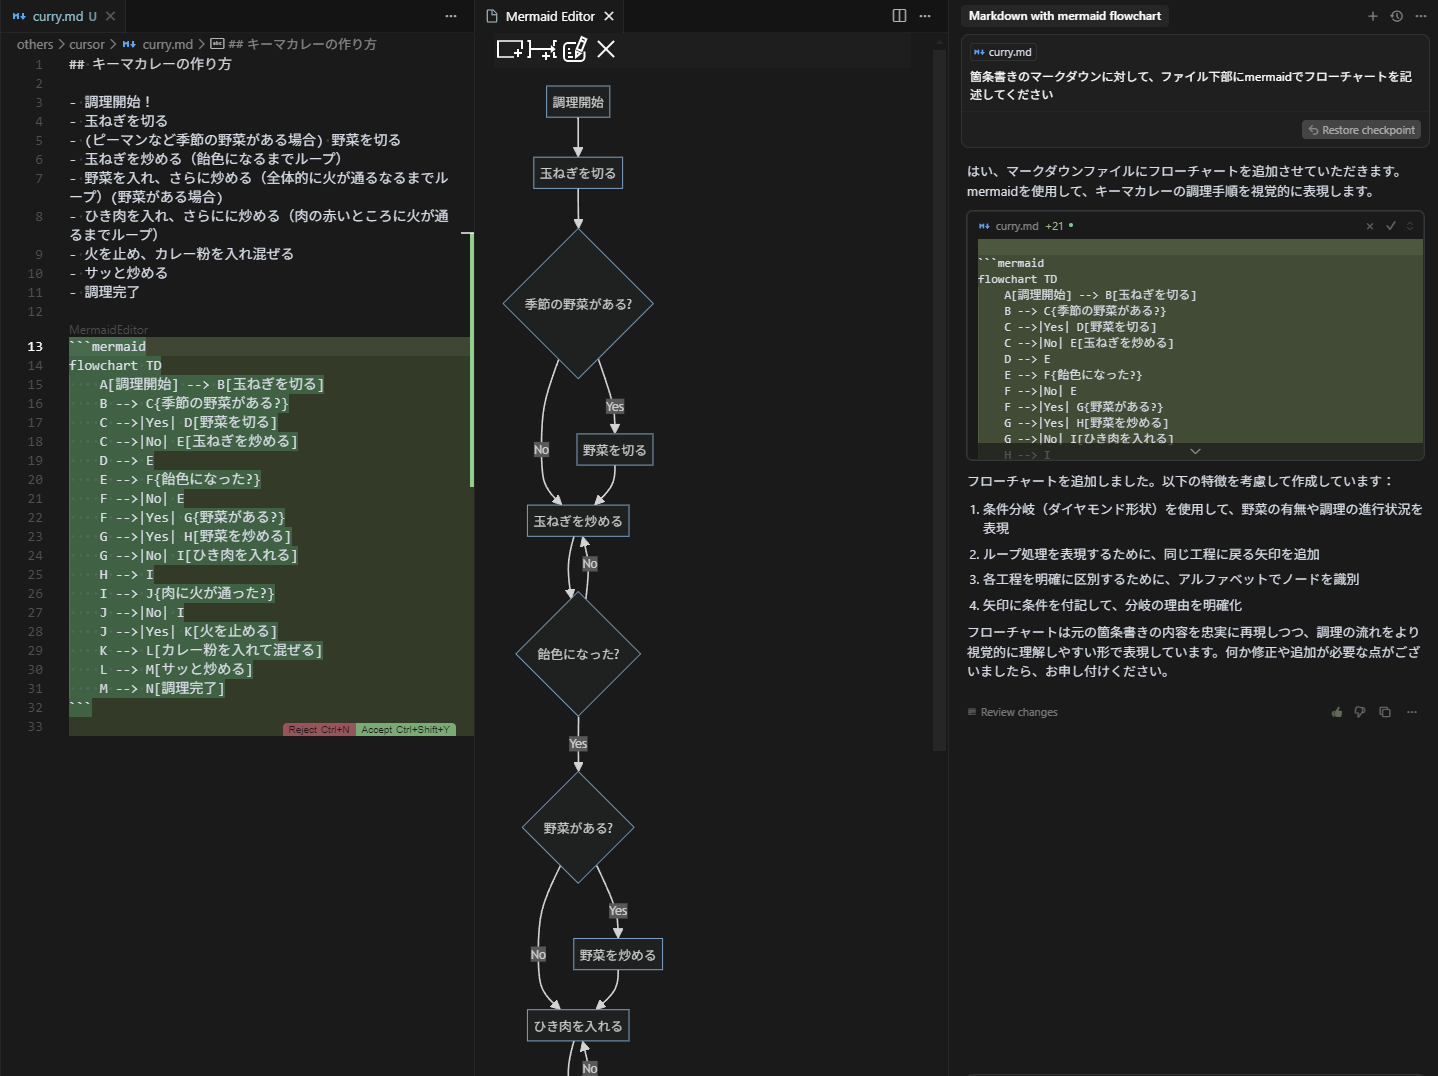 curry.md U
others > cursor > curry.md > ## キーマカレーの作り方
1 ## キーマカレーの作り方
2
3 - 調理開始！
4 - 玉ねぎを切る
5 - (ピーマンなど季節の野菜がある場合) 野菜を切る
6 - 玉ねぎを炒める（飴色になるまでループ）
7 - 野菜を入れ、さらに炒める（全体的に火が通るなるまでル
ープ）(野菜がある場合)
8 - ひき肉を入れ、さらにに炒める（肉の赤いところに火が通
るまでループ）
9 - 火を止め、カレー粉を入れ混ぜる
10 - サッと炒める
11 - 調理完了
12
MermaidEditor
13 ```mermaid
14 flowchart TD
15 A[調理開始] --> B[玉ねぎを切る]
16 B --> C{季節の野菜がある?}
17 C -->|Yes| D[野菜を切る]
18 C -->|No| E[玉ねぎを炒める]
19 D --> E
20 E --> F{飴色になった?}
21 F -->|No| E
22 F -->|Yes| G{野菜がある?}
23 G -->|Yes| H[野菜を炒める]
24 G -->|No| I[ひき肉を入れる]
25 H --> I
26 I --> J{肉に火が通った?}
27 J -->|No| I
28 J -->|Yes| K[火を止める]
29 K --> L[カレー粉を入れて混ぜる]
30 L --> M[サッと炒める]
31 M --> N[調理完了]
32 ```
33
Reject Ctrl+N Accept Ctrl+Shift+Y
Mermaid Editor
調理開始
玉ねぎを切る
季節の野菜がある?
Yes
No
野菜を切る
玉ねぎを炒める
No
飴色になった?
Yes
野菜がある?
Yes
No
野菜を炒める
ひき肉を入れる
No
Markdown with mermaid flowchart
curry.md
箇条書きのマークダウンに対して、ファイル下部にmermaidでフローチャートを記
述してください
Restore checkpoint
はい、マークダウンファイルにフローチャートを追加させていただきます。
mermaidを使用して、キーマカレーの調理手順を視覚的に表現します。
curry.md +21
```mermaid
flowchart TD
A[調理開始] --> B[玉ねぎを切る]
B --> C{季節の野菜がある?}
C -->|Yes| D[野菜を切る]
C -->|No| E[玉ねぎを炒める]
D --> E
E --> F{飴色になった?}
F -->|No| E
F -->|Yes| G{野菜がある?}
G -->|Yes| H[野菜を炒める]
G -->|No| I[ひき肉を入れる]
H --> I
フローチャートを追加しました。以下の特徴を考慮して作成しています：
1. 条件分岐（ダイヤモンド形状）を使用して、野菜の有無や調理の進行状況を
表現
2. ループ処理を表現するために、同じ工程に戻る矢印を追加
3. 各工程を明確に区別するために、アルファベットでノードを識別
4. 矢印に条件を付記して、分岐の理由を明確化
フローチャートは元の箇条書きの内容を忠実に再現しつつ、調理の流れをより
視覚的に理解しやすい形で表現しています。何か修正や追加が必要な点がござ
いましたら、お申し付けください。
Review changes